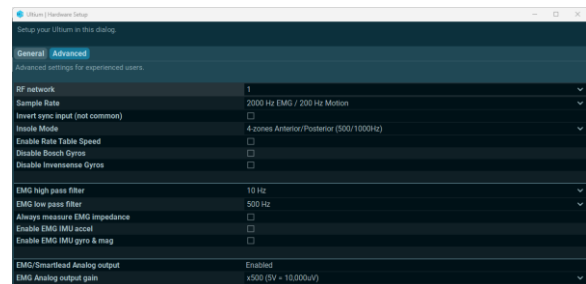 Ultium | Hardware Setup
Setup your Ultium in this dialog.
General Advanced
Advanced settings for experienced users.
RF network 1
Sample Rate 2000 Hz EMG / 200 Hz Motion
Invert sync input (not common)
Insole Mode 4-zones Anterior/Posterior (500/1000Hz)
Enable Rate Table Speed
Disable Bosch Gyros
Disable Invensense Gyros
EMG high pass filter 10 Hz
EMG low pass filter 500 Hz
Always measure EMG impedance
Enable EMG IMU accel
Enable EMG IMU gyro & mag
EMG/Smartlead Analog output Enabled
EMG Analog output gain x500 (5V = 10,000uV)